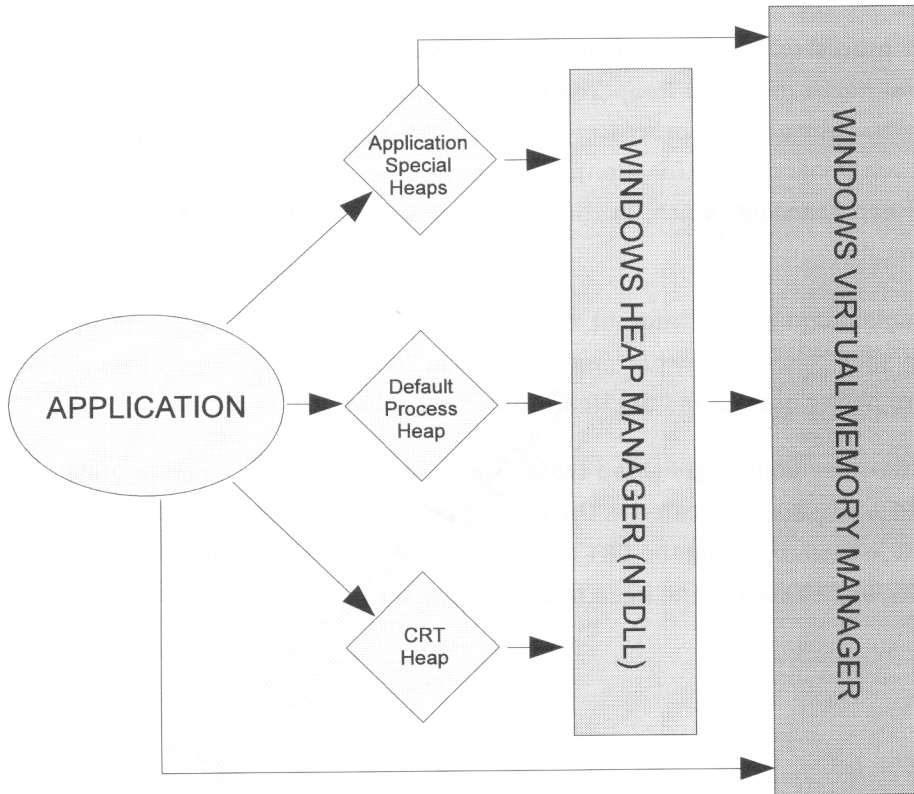 Application
Special
Heaps
APPLICATION
Default
Process
Heap
CRT
Heap
WINDOWS HEAP MANAGER (NTDLL)
WINDOWS VIRTUAL MEMORY MANAGER